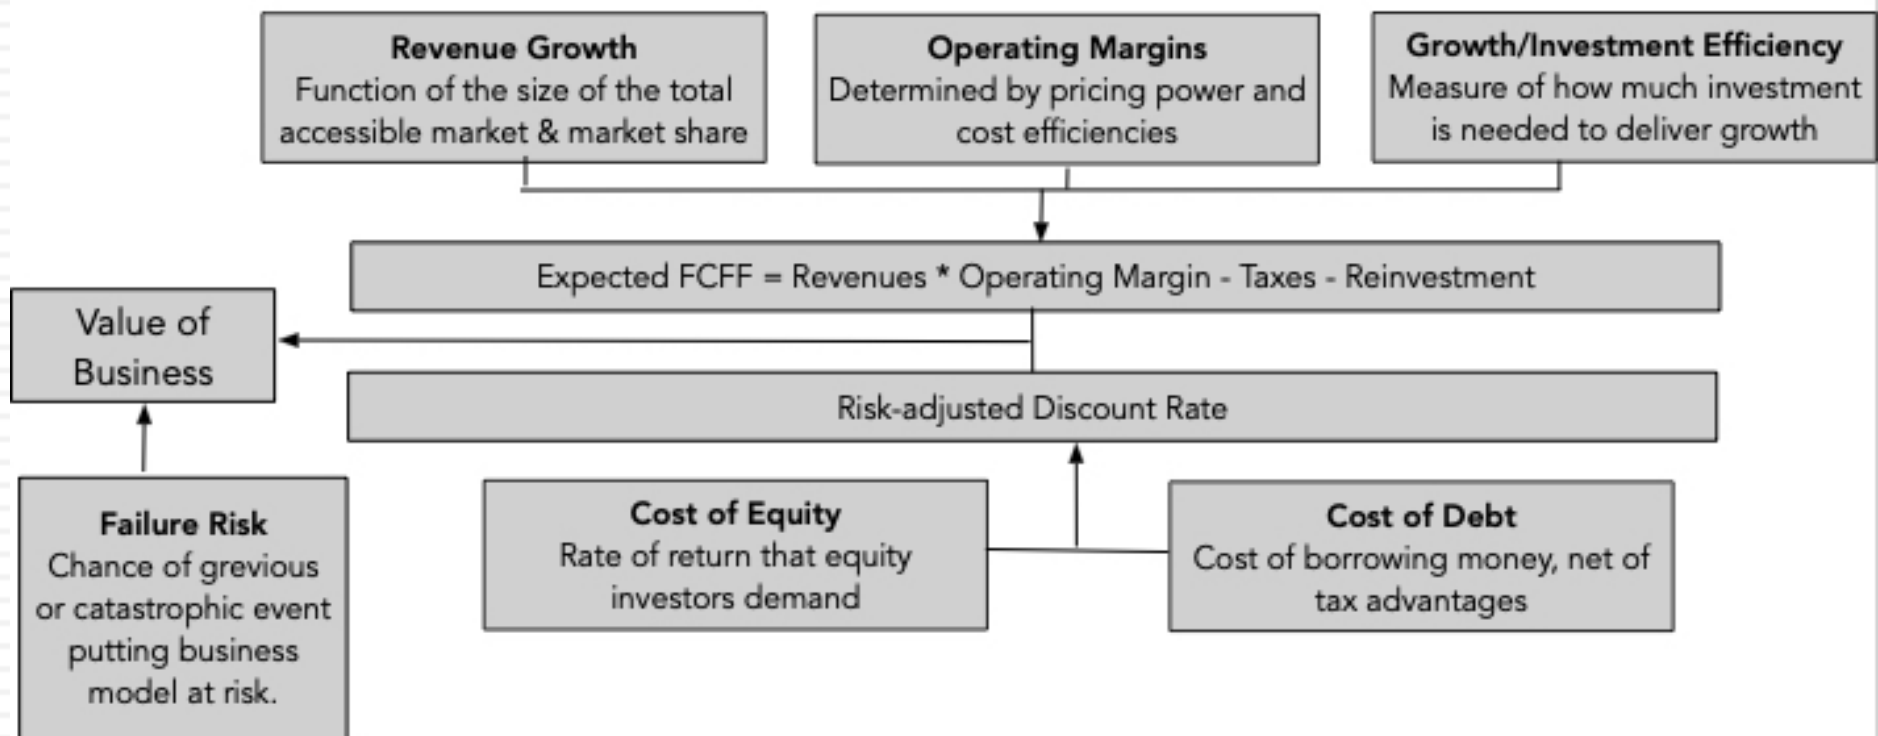 Revenue Growth
Function of the size of the total
accessible market & market share
Operating Margins
Determined by pricing power and
cost efficiencies
Growth/Investment Efficiency
Measure of how much investment
is needed to deliver growth
Expected FCFF = Revenues * Operating Margin - Taxes - Reinvestment
Value of
Business
Risk-adjusted Discount Rate
Failure Risk
Chance of grevious
or catastrophic event
putting business
model at risk.
Cost of Equity
Rate of return that equity
investors demand
Cost of Debt
Cost of borrowing money, net of
tax advantages